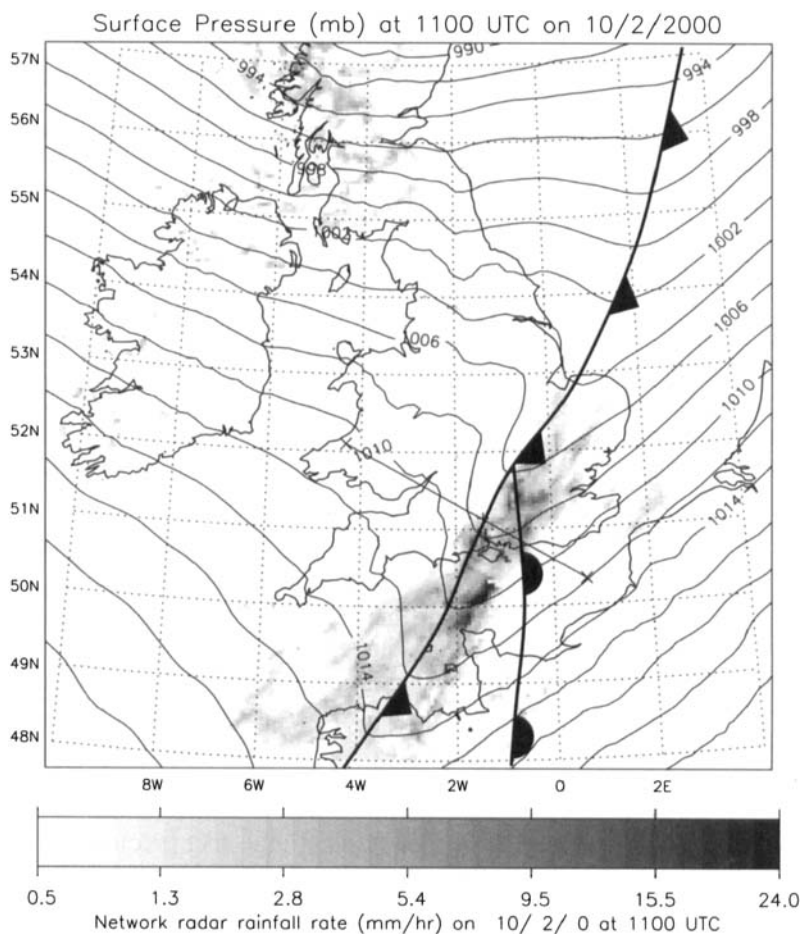 Surface Pressure (mb) at 1100 UTC on 10/2/2000
990
57N
994
994
56N
998
55N
998
1002
54N
1002
1006
53N
1006
1010
52N
1010
51N
1014
50N
49N
1014
48N
8W 6W 4W 2W 0 2E
0.5 1.3 2.8 5.4 9.5 15.5 24.0
Network radar rainfall rate (mm/hr) on 10/ 2/ 0 at 1100 UTC